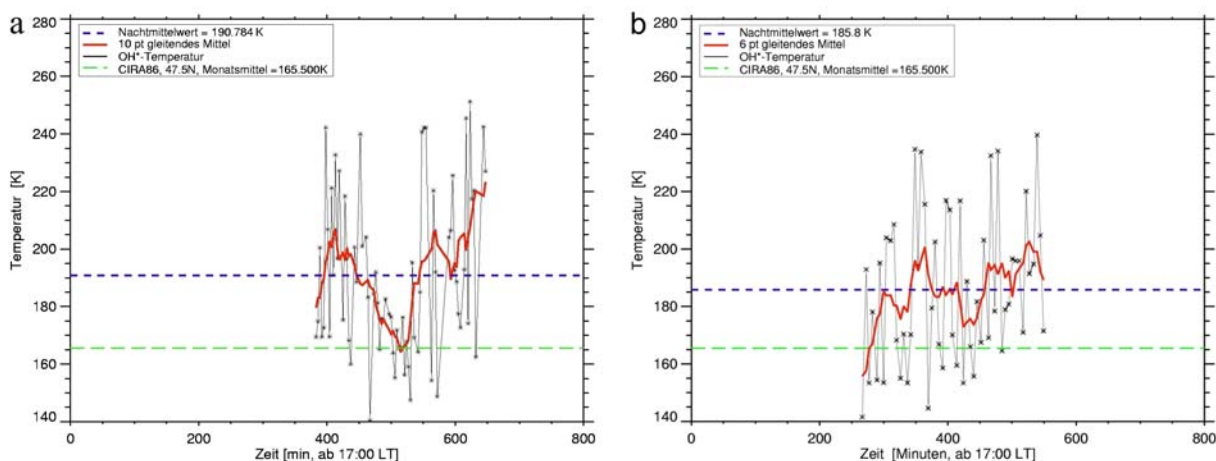 a
280
260
240
220
200
180
160
140
Temperatur [K]
Nachtmittelwert = 190.784 K
10 pt gleitendes Mittel
OH*-Temperatur
CIRA86, 47.5N, Monatsmittel =165.500K
0
200
400
600
800
Zeit [min, ab 17:00 LT]
b
280
260
240
220
200
180
160
140
Temperatur [K]
Nachtmittelwert = 185.8 K
6 pt gleitendes Mittel
OH*-Temperatur
CIRA86, 47.5N, Monatsmittel =165.500K
0
200
400
600
800
Zeit [Minuten, ab 17:00 LT]